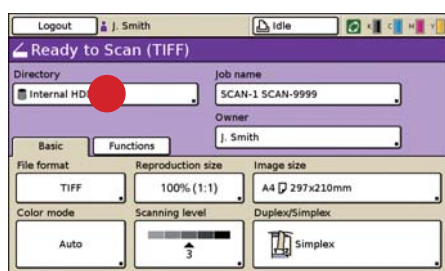 Logout J. Smith Idle
Ready to Scan (TIFF)
Directory Job name
Internal HD SCAN-1 SCAN-9999
Owner
J. Smith
Basic Functions
File format Reproduction size Image size
TIFF 100% (1:1) A4 297x210mm
Color mode Scanning level Duplex/Simplex
Auto 3 Simplex